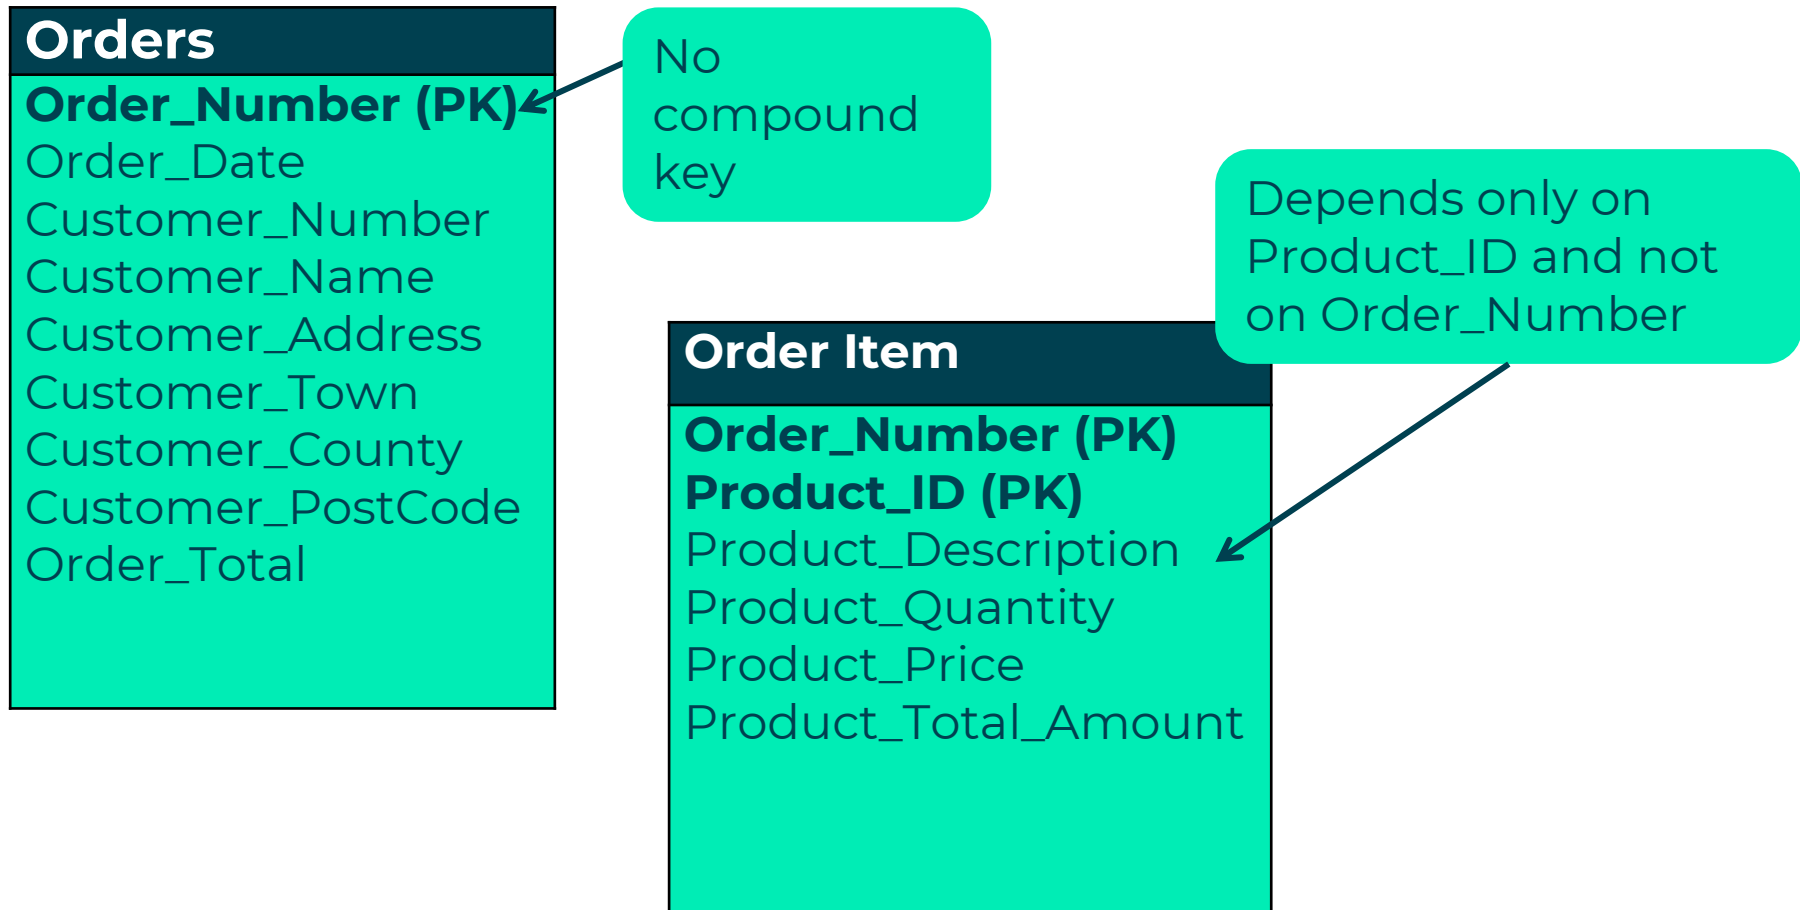 Orders
Order_Number (PK)
Order_Date
Customer_Number
Customer_Name
Customer_Address
Customer_Town
Customer_County
Customer_PostCode
Order_Total
No
compound
key
Depends only on
Product_ID and not
on Order_Number
Order Item
Order_Number (PK)
Product_ID (PK)
Product_Description
Product_Quantity
Product_Price
Product_Total_Amount